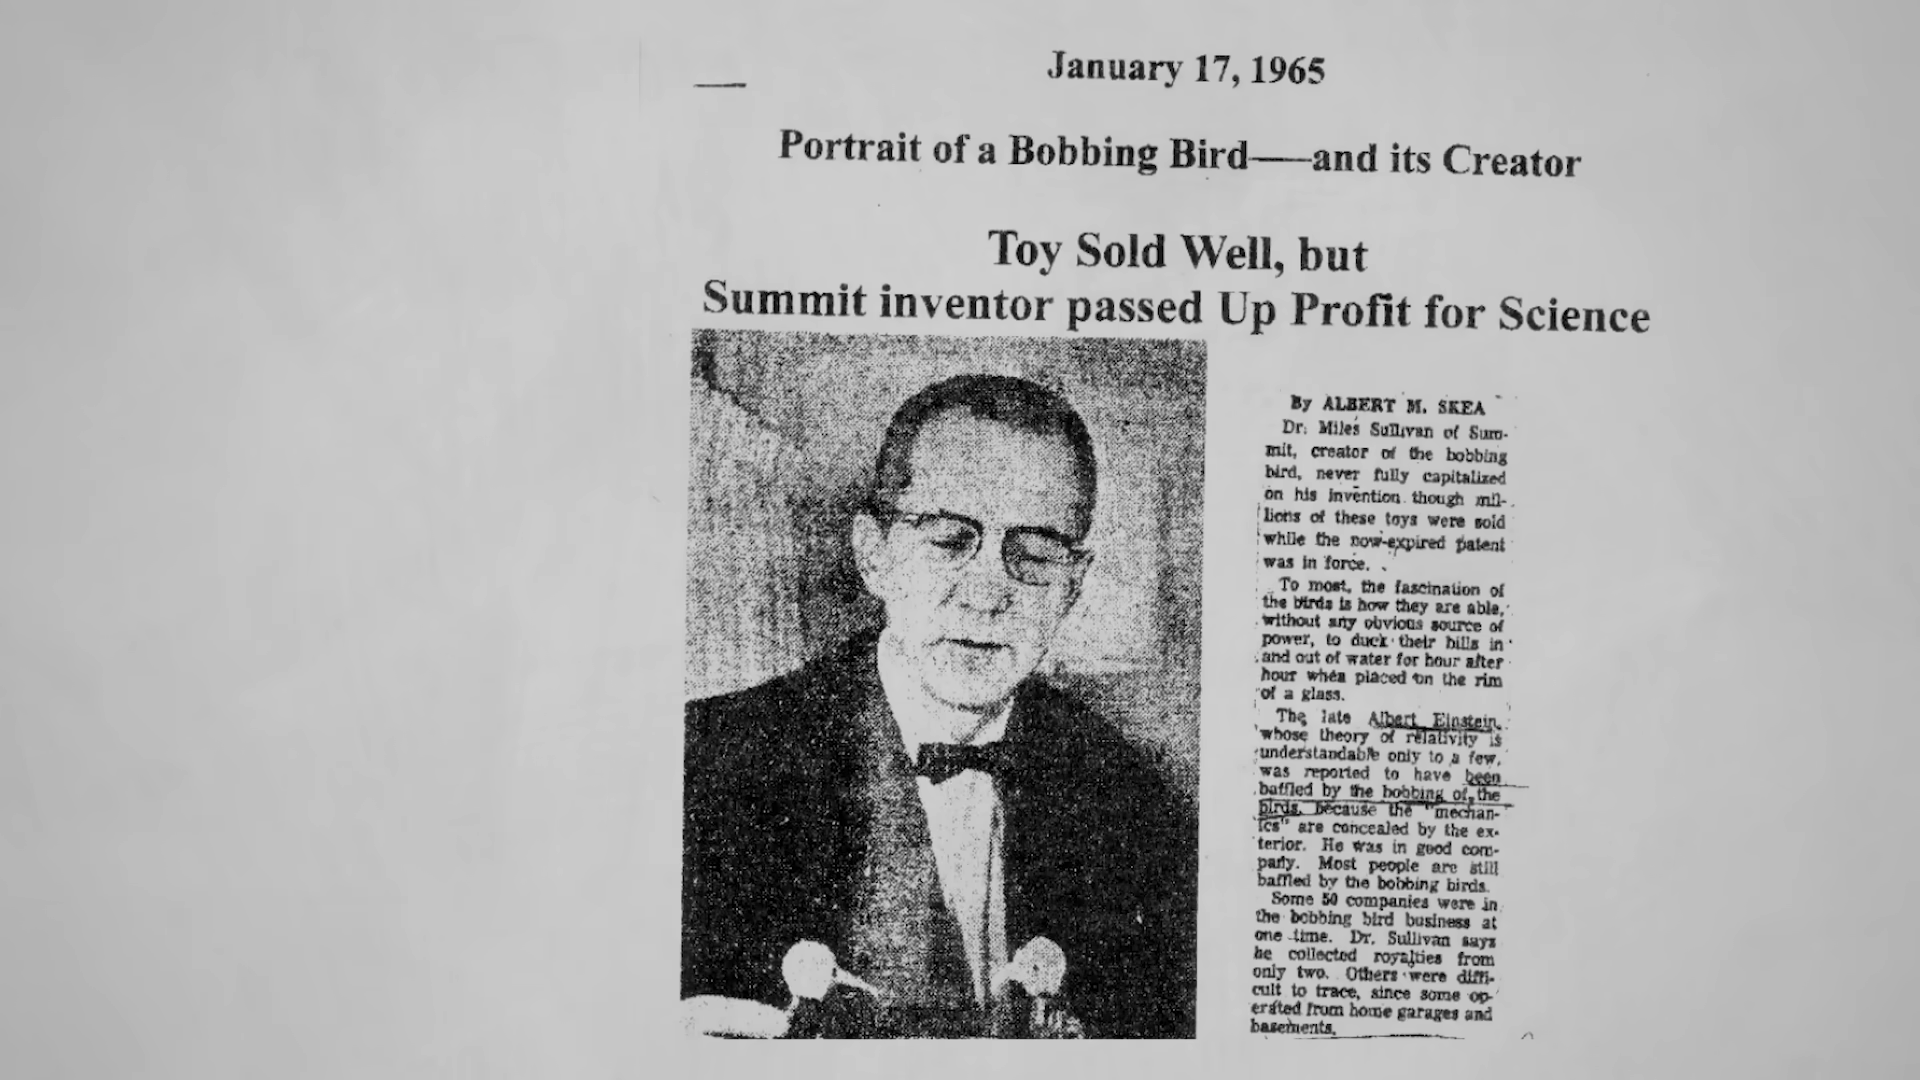 January 17, 1965
Portrait of a Bobbing Bird—and its Creator
Toy Sold Well, but
Summit inventor passed Up Profit for Science
By ALBERT M. SKEA
Dr. Miles Sullivan of Sum-
mit, creator of the bobbing
bird, never fully capitalized
on his invention though mil-
lions of these toys were sold
while the now-expired patent
was in force.
To most, the fascination of
the birds is how they are able,
without any obvious source of
power, to duck their bills in
and out of water for hour after
hour when placed on the rim
of a glass.
The late Albert Einstein,
whose theory of relativity is
understandable only to a few,
was reported to have been
baffled by the bobbing of the
birds, because the "mechan-
ics" are concealed by the ex-
terior. He was in good com-
pany. Most people are still
baffled by the bobbing birds.
Some 50 companies were in
the bobbing bird business at
one time. Dr. Sullivan says
he collected royalties from
only two. Others were diffi-
cult to trace, since some op-
erated from home garages and
basements.